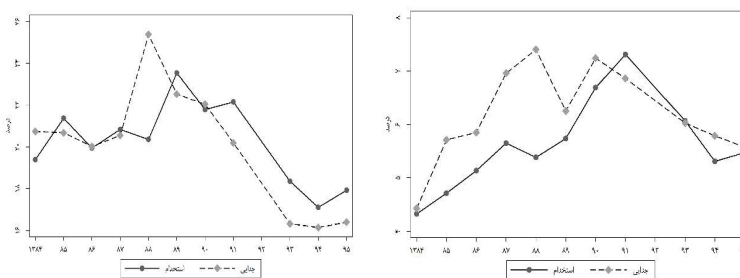 ۲۶
۲۴
۲۲
۲۰
۱۸
۱۶
درصد
۱۳۸۴ ۸۵ ۸۶ ۸۷ ۸۸ ۸۹ ۹۰ ۹۱ ۹۲ ۹۳ ۹۴ ۹۵
استخدام جدایی
۸
۷
۶
۵
۴
درصد
۱۳۸۴ ۸۵ ۸۶ ۸۷ ۸۸ ۸۹ ۹۰ ۹۱ ۹۲ ۹۳ ۹۴ ۹۵
استخدام جدایی